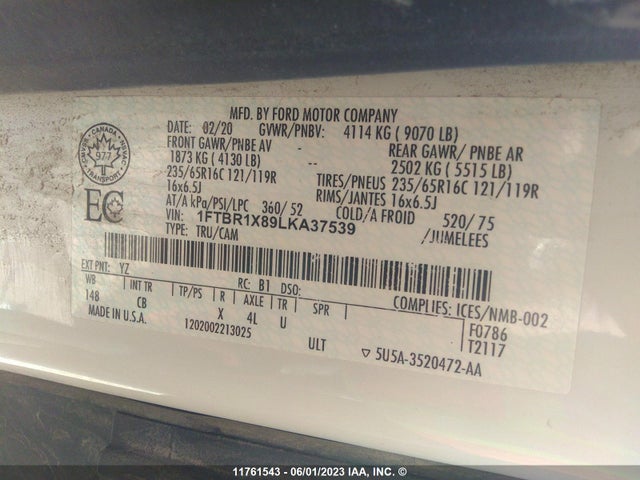 MFD. BY FORD MOTOR COMPANY
DATE: 02/20 GVWR/PNBV: 4114 KG ( 9070 LB)
FRONT GAWR/PNBE AV REAR GAWR/ PNBE AR
1873 KG ( 4130 LB) -- 2502 KG ( 5515 LB)
235/65R16C 121/119R TIRES/PNEUS 235/65R16C 121/119R
16x6.5J RIMS/JANTES 16x6.5J
AT/A kPa/PSI/LPC 360/ 52 COLD/A FROID 520/ 75
VIN: 1FTBR1X89LKA37539 /JUMELEES
TYPE: TRU/CAM
CANADA
977
TRANSPORT
EC
EXT PNT: YZ RC: B1 DSO: COMPLIES: ICES/NMB-002
WB INT TR TP/PS R AXLE TR SPR F0786
148 CB X 4L U T2117
MADE IN U.S.A. 1202002213025 ULT ▽ 5U5A-3520472-AA
11761543 - 06/01/2023 IAA, Inc. ©